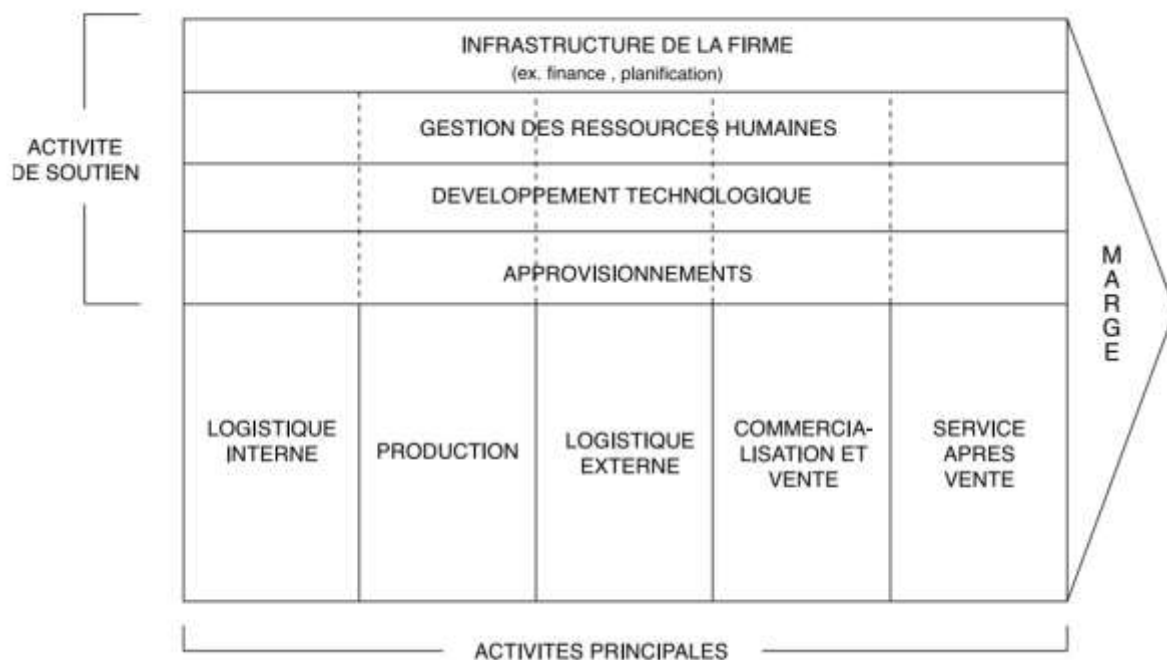 INFRASTRUCTURE DE LA FIRME
(ex. finance , planification)
GESTION DES RESSOURCES HUMAINES
ACTIVITE
DE SOUTIEN
DEVELOPPEMENT TECHNOLOGIQUE
APPROVISIONNEMENTS
MARGE
LOGISTIQUE
INTERNE
PRODUCTION
LOGISTIQUE
EXTERNE
COMMERCIA-
LISATION ET
VENTE
SERVICE
APRES
VENTE
ACTIVITES PRINCIPALES